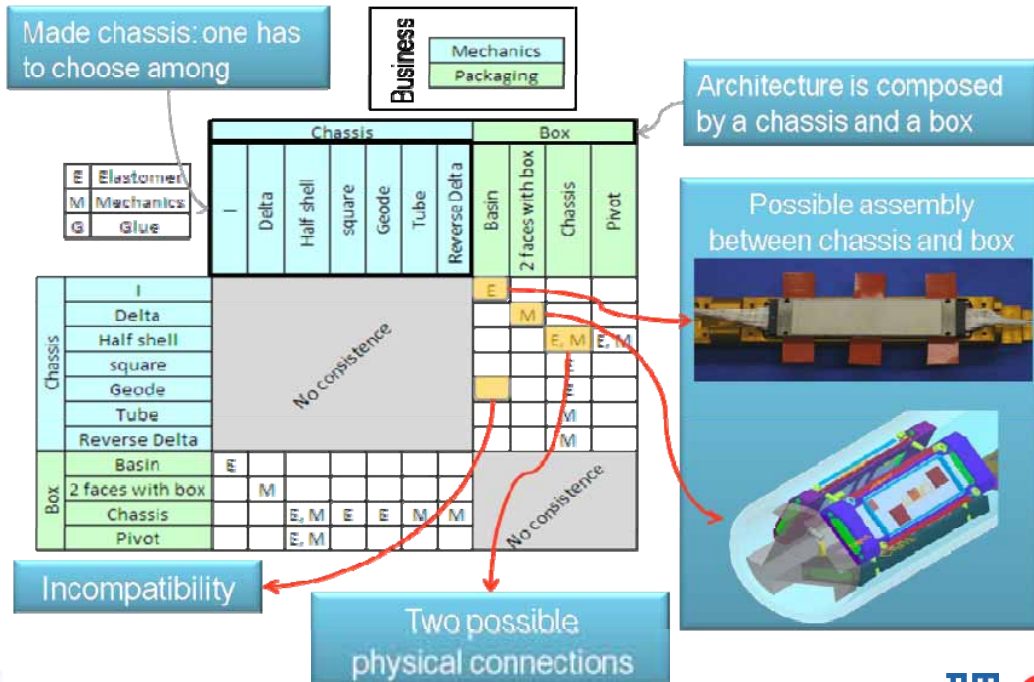 Made chassis: one has
to choose among
Business
Mechanics
Packaging
Architecture is composed
by a chassis and a box
E Elastomer
M Mechanics
G Glue
Chassis Box
I Delta Half shell square Geode Tube Reverse Delta Basin 2 faces with box Chassis Pivot
Possible assembly
between chassis and box
Chassis
I E
Delta M
Half shell E, M E, M
square
Geode
Tube M
Reverse Delta M
No consistence
Box
Basin E
2 faces with box M
Chassis E, M E E M M
Pivot E, M
No consistence
Incompatibility
Two possible
physical connections